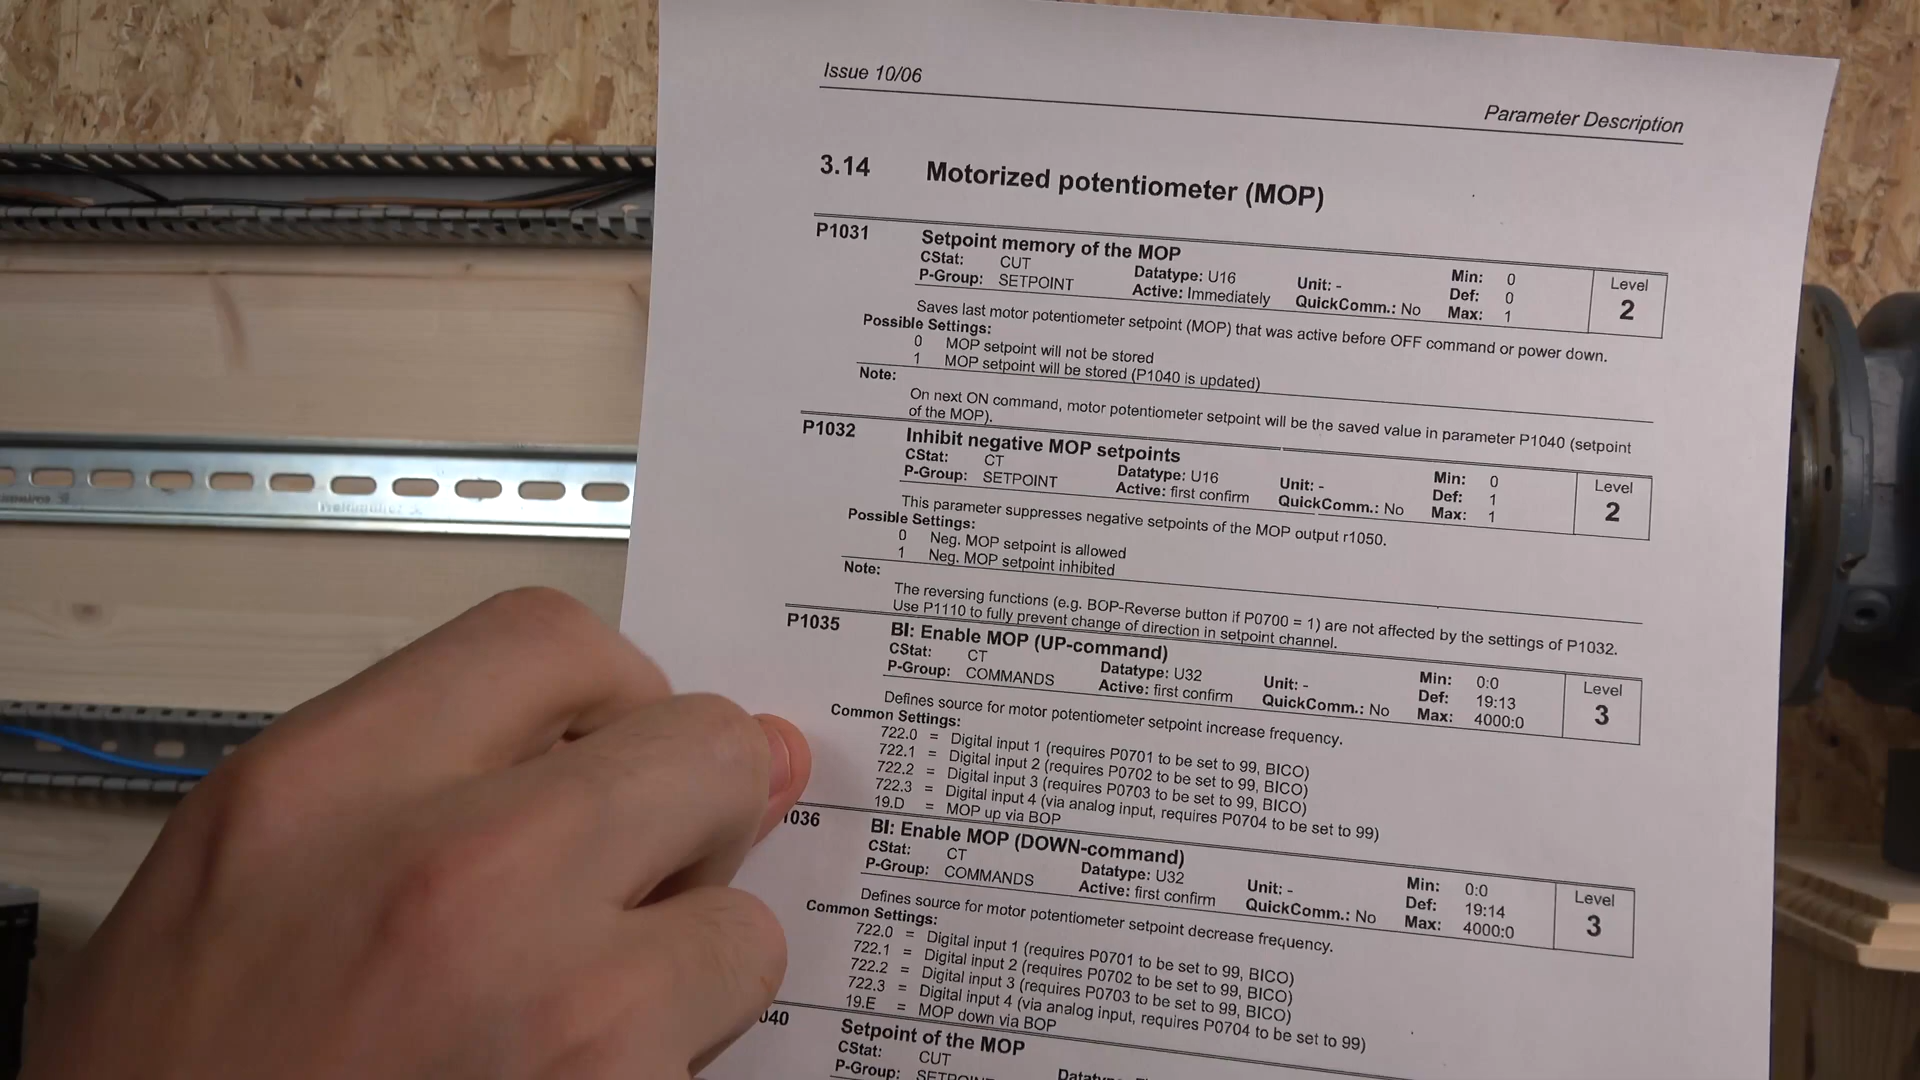 Issue 10/06
Parameter Description
3.14 Motorized potentiometer (MOP)
P1031 Setpoint memory of the MOP
CStat: CUT Datatype: U16 Unit: - Min: 0 Level
P-Group: SETPOINT Active: Immediately QuickComm.: No Def: 0 2
Max: 1
Saves last motor potentiometer setpoint (MOP) that was active before OFF command or power down.
Possible Settings:
0 MOP setpoint will not be stored
1 MOP setpoint will be stored (P1040 is updated)
Note:
On next ON command, motor potentiometer setpoint will be the saved value in parameter P1040 (setpoint
of the MOP).
P1032 Inhibit negative MOP setpoints
CStat: CT Datatype: U16 Unit: - Min: 0 Level
P-Group: SETPOINT Active: first confirm QuickComm.: No Def: 1 2
Max: 1
This parameter suppresses negative setpoints of the MOP output r1050.
Possible Settings:
0 Neg. MOP setpoint is allowed
1 Neg. MOP setpoint inhibited
Note:
The reversing functions (e.g. BOP-Reverse button if P0700 = 1) are not affected by the settings of P1032.
Use P1110 to fully prevent change of direction in setpoint channel.
P1035 BI: Enable MOP (UP-command)
CStat: CT Datatype: U32 Unit: - Min: 0:0 Level
P-Group: COMMANDS Active: first confirm QuickComm.: No Def: 19:13 3
Max: 4000:0
Defines source for motor potentiometer setpoint increase frequency.
Common Settings:
722.0 = Digital input 1 (requires P0701 to be set to 99, BICO)
722.1 = Digital input 2 (requires P0702 to be set to 99, BICO)
722.2 = Digital input 3 (requires P0703 to be set to 99, BICO)
722.3 = Digital input 4 (via analog input, requires P0704 to be set to 99)
19.D = MOP up via BOP
1036 BI: Enable MOP (DOWN-command)
CStat: CT Datatype: U32 Unit: - Min: 0:0 Level
P-Group: COMMANDS Active: first confirm QuickComm.: No Def: 19:14 3
Max: 4000:0
Defines source for motor potentiometer setpoint decrease frequency.
Common Settings:
722.0 = Digital input 1 (requires P0701 to be set to 99, BICO)
722.1 = Digital input 2 (requires P0702 to be set to 99, BICO)
722.2 = Digital input 3 (requires P0703 to be set to 99, BICO)
722.3 = Digital input 4 (via analog input, requires P0704 to be set to 99)
19.E = MOP down via BOP
040 Setpoint of the MOP
CStat: CUT
P-Group: